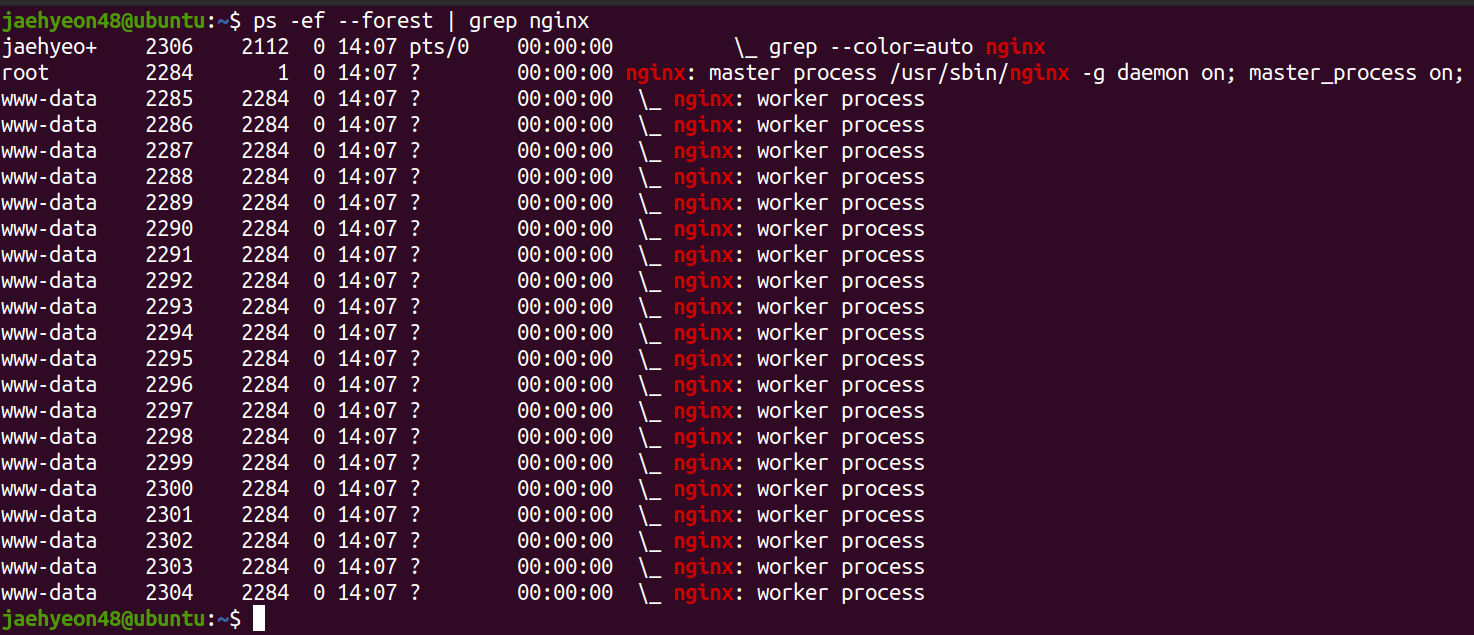 jaehyeon48@ubuntu:~$ ps -ef --forest | grep nginx
jaehyeo+    2306    2112  0 14:07 pts/0    00:00:00          \_ grep --color=auto nginx
root        2284       1  0 14:07 ?        00:00:00 nginx: master process /usr/sbin/nginx -g daemon on; master_process on;
www-data    2285    2284  0 14:07 ?        00:00:00  \_ nginx: worker process
www-data    2286    2284  0 14:07 ?        00:00:00  \_ nginx: worker process
www-data    2287    2284  0 14:07 ?        00:00:00  \_ nginx: worker process
www-data    2288    2284  0 14:07 ?        00:00:00  \_ nginx: worker process
www-data    2289    2284  0 14:07 ?        00:00:00  \_ nginx: worker process
www-data    2290    2284  0 14:07 ?        00:00:00  \_ nginx: worker process
www-data    2291    2284  0 14:07 ?        00:00:00  \_ nginx: worker process
www-data    2292    2284  0 14:07 ?        00:00:00  \_ nginx: worker process
www-data    2293    2284  0 14:07 ?        00:00:00  \_ nginx: worker process
www-data    2294    2284  0 14:07 ?        00:00:00  \_ nginx: worker process
www-data    2295    2284  0 14:07 ?        00:00:00  \_ nginx: worker process
www-data    2296    2284  0 14:07 ?        00:00:00  \_ nginx: worker process
www-data    2297    2284  0 14:07 ?        00:00:00  \_ nginx: worker process
www-data    2298    2284  0 14:07 ?        00:00:00  \_ nginx: worker process
www-data    2299    2284  0 14:07 ?        00:00:00  \_ nginx: worker process
www-data    2300    2284  0 14:07 ?        00:00:00  \_ nginx: worker process
www-data    2301    2284  0 14:07 ?        00:00:00  \_ nginx: worker process
www-data    2302    2284  0 14:07 ?        00:00:00  \_ nginx: worker process
www-data    2303    2284  0 14:07 ?        00:00:00  \_ nginx: worker process
www-data    2304    2284  0 14:07 ?        00:00:00  \_ nginx: worker process
jaehyeon48@ubuntu:~$